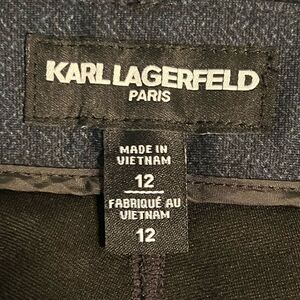 KARL LAGERFELD
PARIS
MADE IN
VIETNAM
12
FABRIQUÉ AU
VIETNAM
12